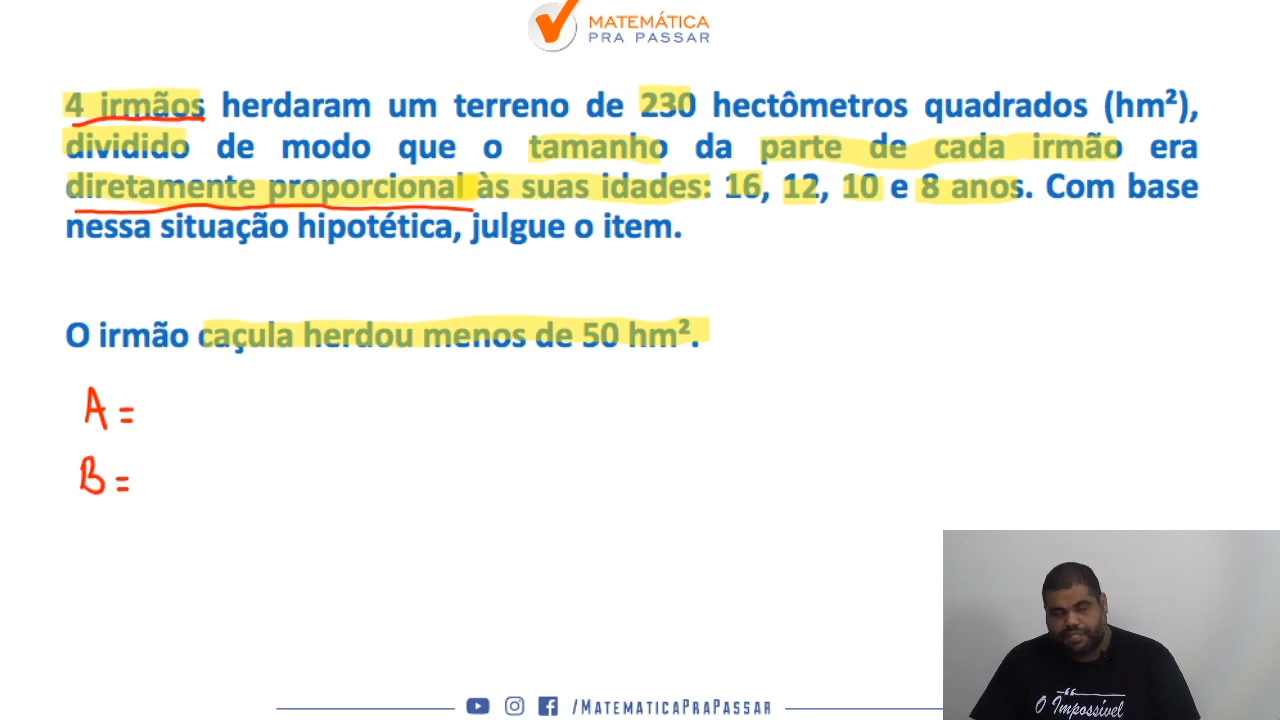 MATEMÁTICA
PRA PASSAR
4 irmãos herdaram um terreno de 230 hectômetros quadrados (hm²),
dividido de modo que o tamanho da parte de cada irmão era
diretamente proporcional às suas idades: 16, 12, 10 e 8 anos. Com base
nessa situação hipotética, julgue o item.
O irmão caçula herdou menos de 50 hm².
A =
B =
O Impossível
/MATEMATICAPRAPASSAR